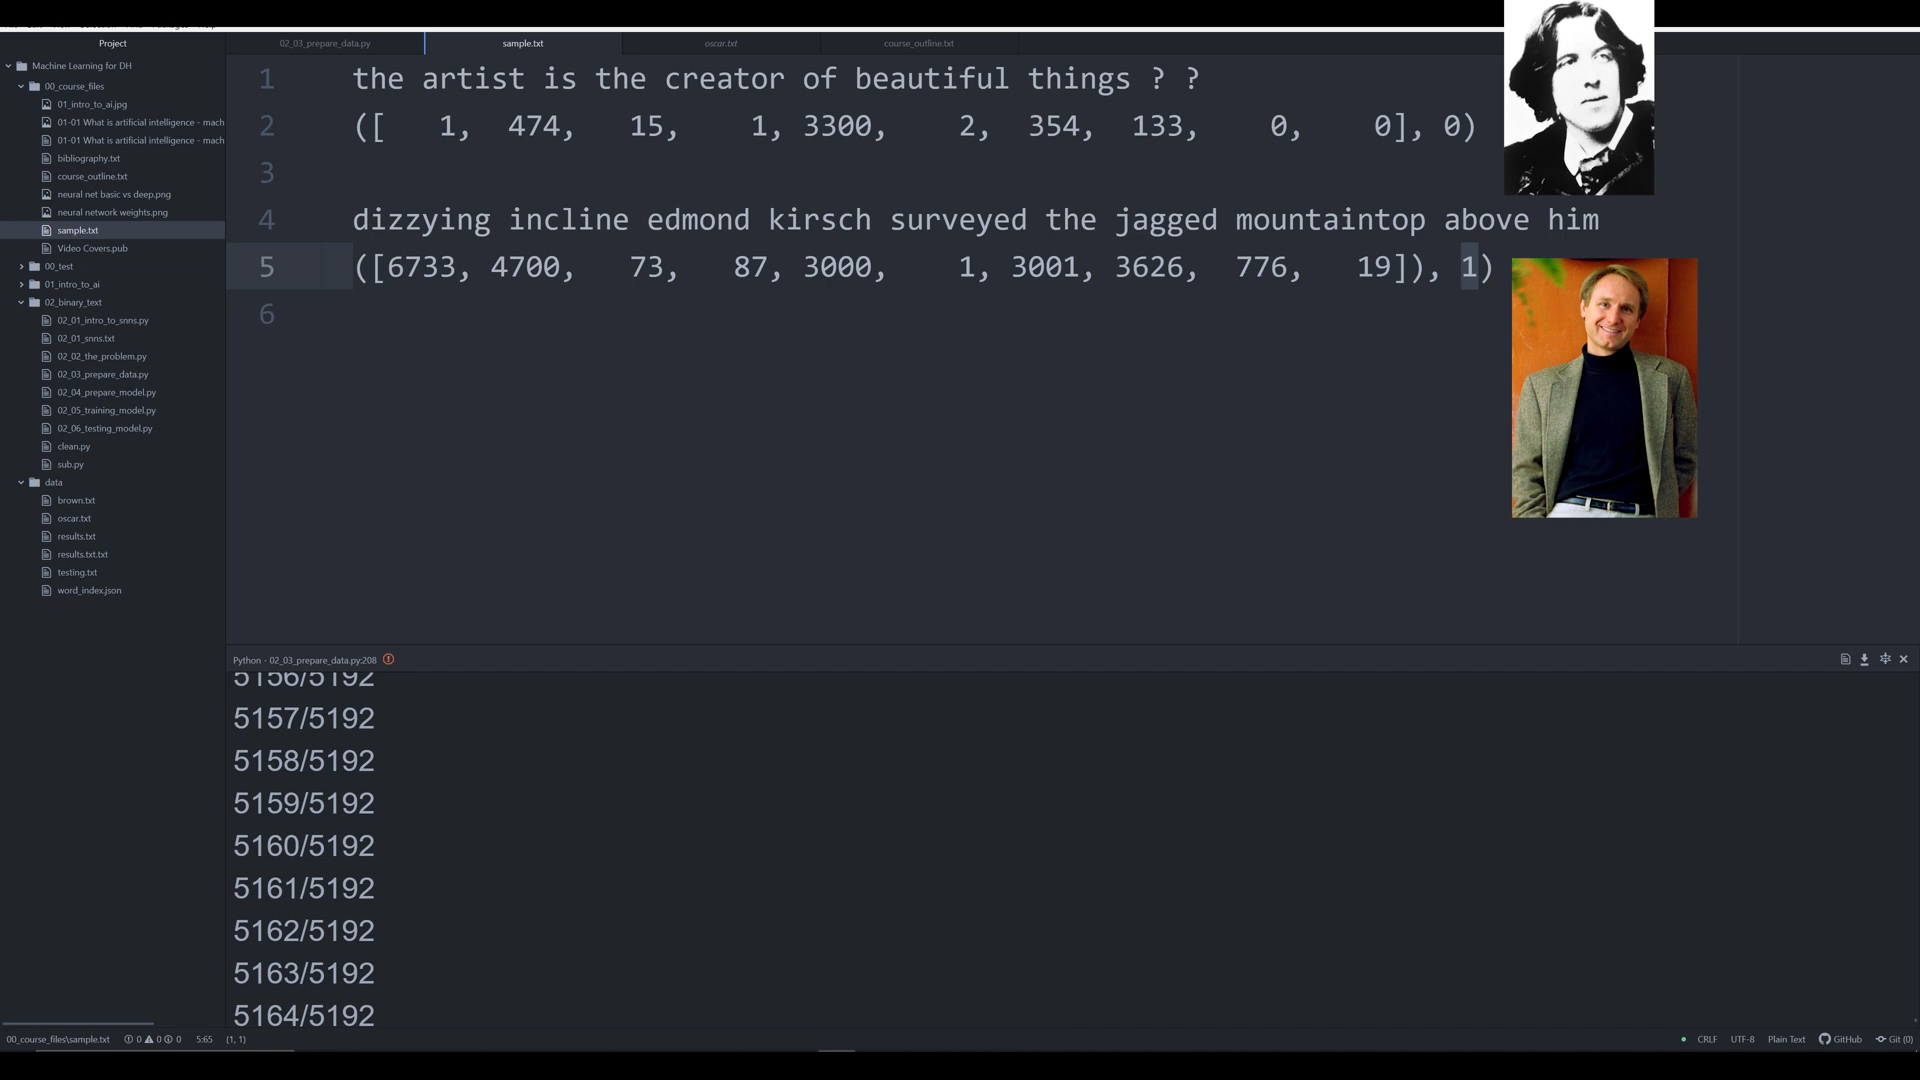 Project
Machine Learning for DH
00_course_files
01_intro_to_ai.jpg
01-01 What is artificial intelligence - mach
01-01 What is artificial intelligence - mach
bibliography.txt
course_outline.txt
neural net basic vs deep.png
neural network weights.png
sample.txt
Video Covers.pub
00_test
01_intro_to_ai
02_binary_text
02_01_intro_to_snns.py
02_01_snns.txt
02_02_the_problem.py
02_03_prepare_data.py
02_04_prepare_model.py
02_05_training_model.py
02_06_testing_model.py
clean.py
sub.py
data
brown.txt
oscar.txt
results.txt
results.txt.txt
testing.txt
word_index.json
02_03_prepare_data.py sample.txt oscar.txt course_outline.txt
1 the artist is the creator of beautiful things ? ?
2 ([ 1, 474, 15, 1, 3300, 2, 354, 133, 0, 0], 0)
3
4 dizzying incline edmond kirsch surveyed the jagged mountaintop above him
5 ([6733, 4700, 73, 87, 3000, 1, 3001, 3626, 776, 19]), 1)
6
Python - 02_03_prepare_data.py:208
5156/5192
5157/5192
5158/5192
5159/5192
5160/5192
5161/5192
5162/5192
5163/5192
5164/5192
00_course_files\sample.txt 0 0 0 5:65 (1, 1) CRLF UTF-8 Plain Text GitHub Git (0)